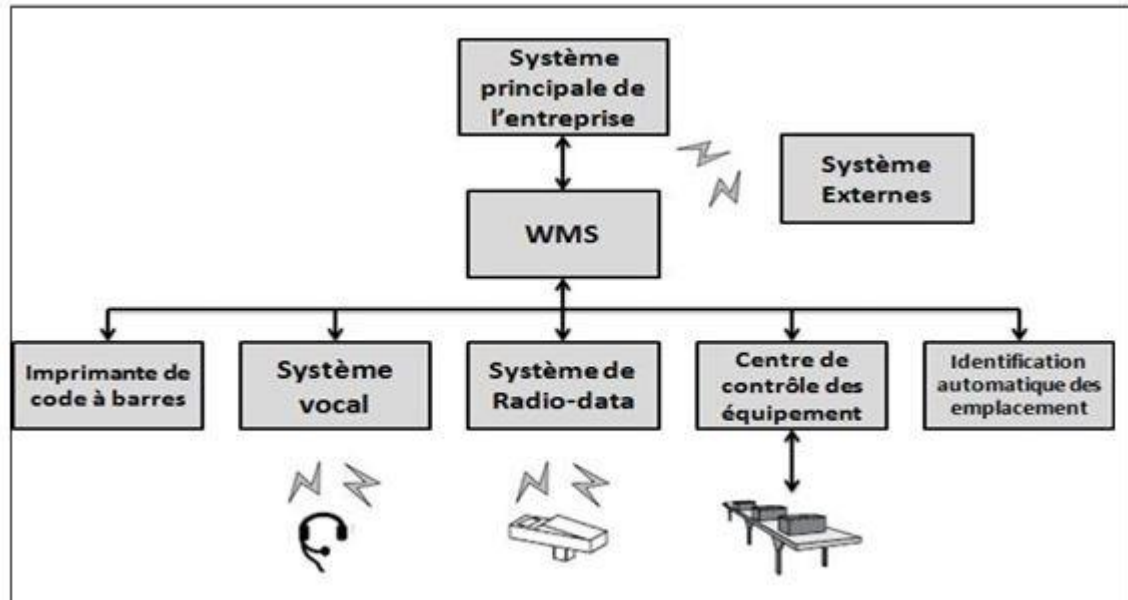 Système
principale de
l'entreprise
Système
Externes
WMS
Imprimante de
code à barres
Système
vocal
Système de
Radio-data
Centre de
contrôle des
équipement
Identification
automatique des
emplacement